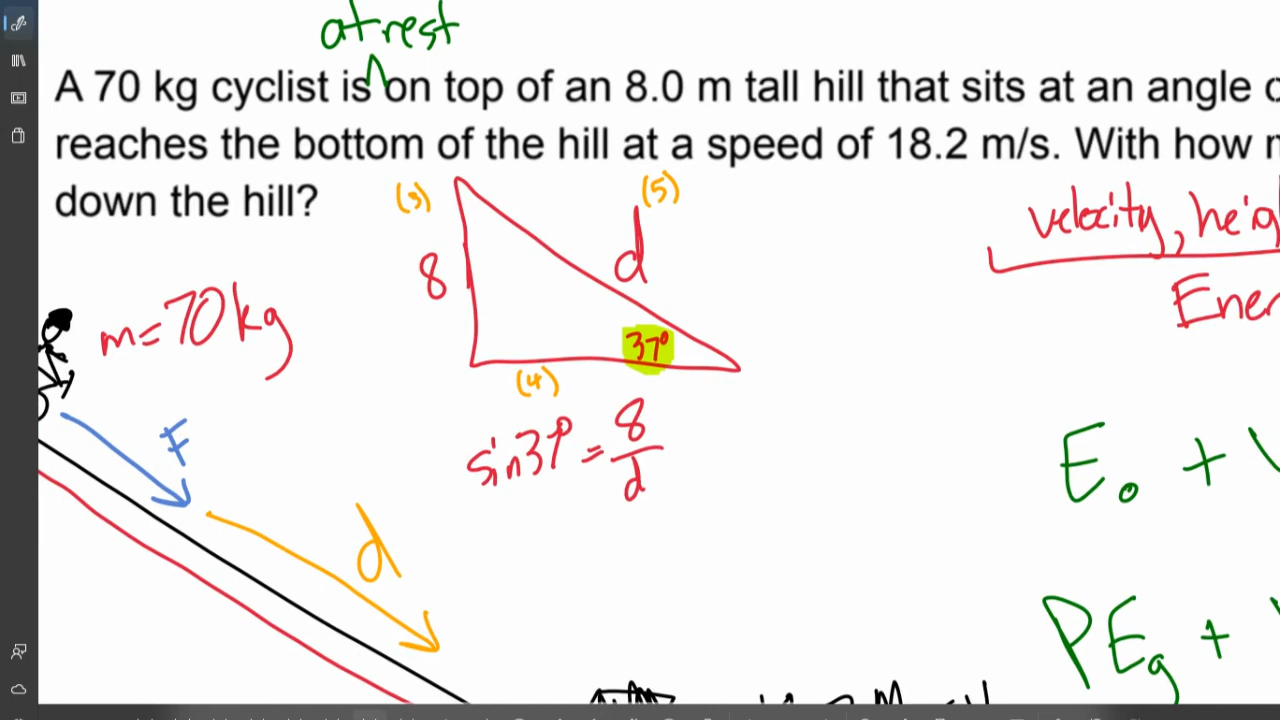 at rest
A 70 kg cyclist is on top of an 8.0 m tall hill that sits at an angle
reaches the bottom of the hill at a speed of 18.2 m/s. With how
down the hill?
(3)
(5)
velocity, heig
8
d
m=70kg
37°
Ener
(4)
sin37° = 8/d
F
E₀ +
d
PEg +